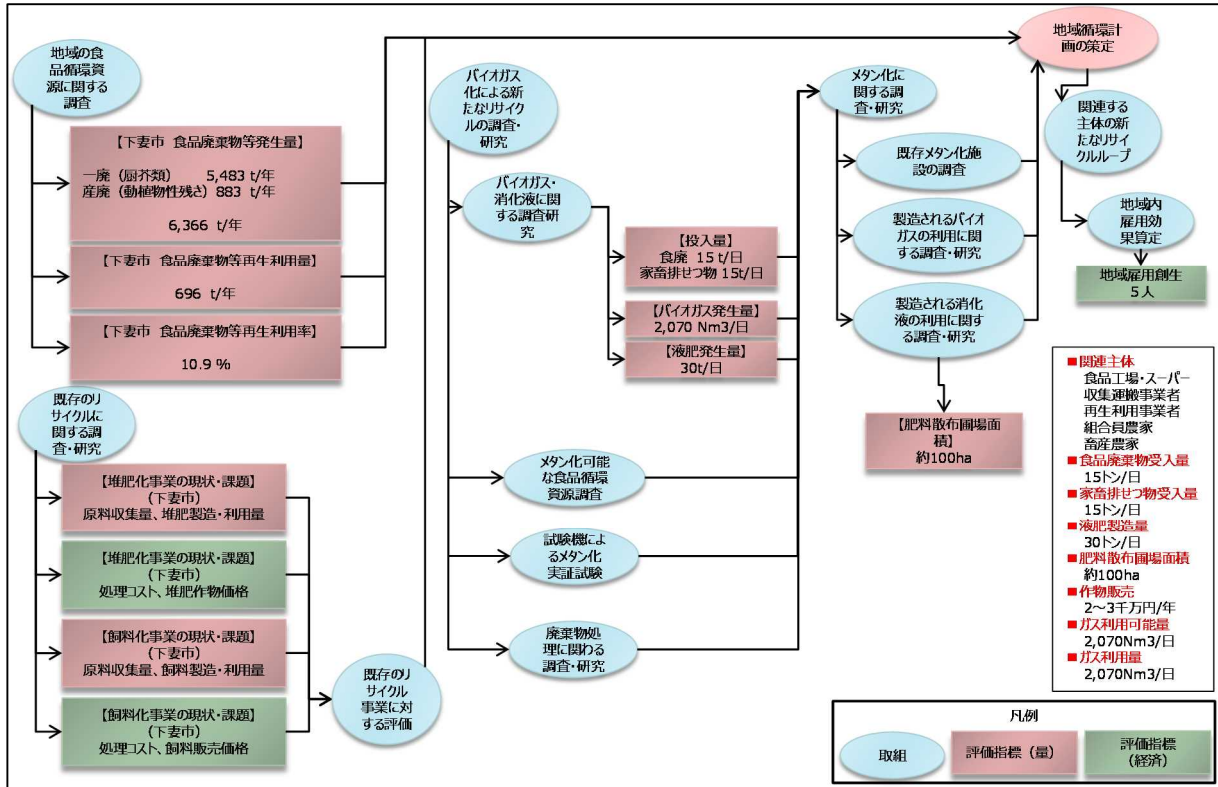 地域の食
品循環資
源に関する
調査
【下妻市 食品廃棄物等発生量】
一廃（厨芥類） 5,483 t/年
産廃（動植物性残さ） 883 t/年
6,366 t/年
【下妻市 食品廃棄物等再生利用量】
696 t/年
【下妻市 食品廃棄物等再生利用率】
10.9 %
既存のリ
サイクルに
関する調
査・研究
【堆肥化事業の現状・課題】
（下妻市）
原料収集量、堆肥製造・利用量
【堆肥化事業の現状・課題】
（下妻市）
処理コスト、堆肥作物価格
【飼料化事業の現状・課題】
（下妻市）
原料収集量、飼料製造・利用量
【飼料化事業の現状・課題】
（下妻市）
処理コスト、飼料販売価格
既存のリ
サイクル
事業に対
する評価
バイオガス
化による新
たなリサイク
ルの調査・
研究
バイオガス・
消化液に関
する調査研
究
【投入量】
食廃 15 t/日
家畜排せつ物 15t/日
【バイオガス発生量】
2,070 Nm3/日
【液肥発生量】
30t/日
メタン化可能
な食品循環
資源調査
試験機によ
るメタン化
実証試験
廃棄物処
理に関わる
調査・研究
メタン化に
関する調
査・研究
既存メタン化施
設の調査
製造されるバイオ
ガスの利用に関
する調査・研究
製造される消化
液の利用に関す
る調査・研究
【肥料散布圃場面
積】
約100ha
地域循環計
画の策定
関連する
主体の新
たなリサイ
クルループ
地域内
雇用効
果算定
地域雇用創生
5人
■関連主体
食品工場・スーパー
収集運搬事業者
再生利用事業者
組合員農家
畜産農家
■食品廃棄物受入量
15トン/日
■家畜排せつ物受入量
15トン/日
■液肥製造量
30トン/日
■肥料散布圃場面積
約100ha
■作物販売
2～3千万円/年
■ガス利用可能量
2,070Nm3/日
■ガス利用量
2,070Nm3/日
凡例
取組
評価指標（量）
評価指標
（経済）